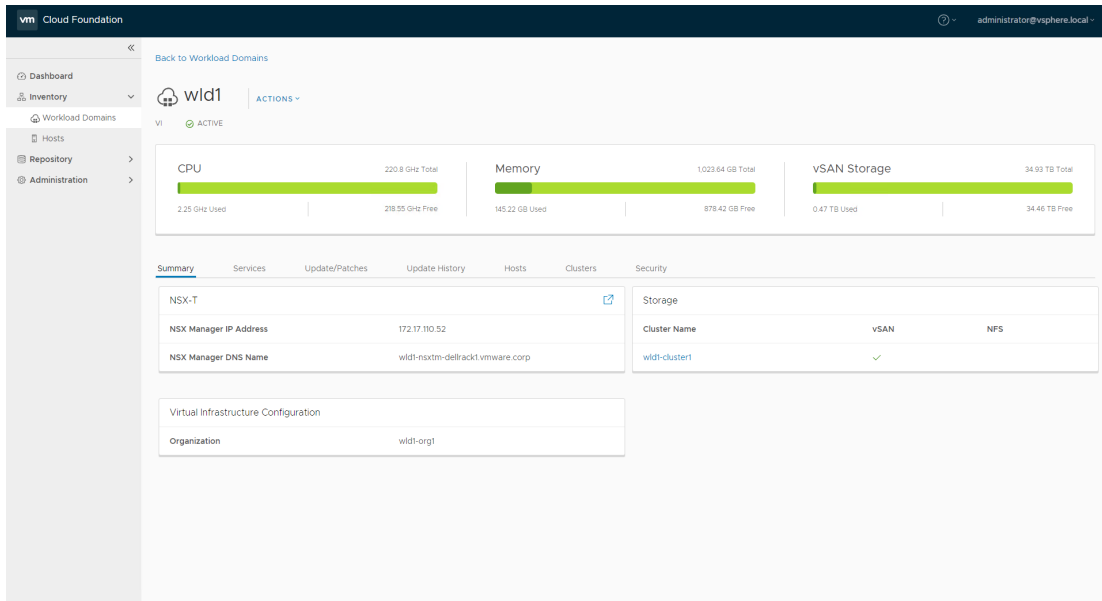 vm Cloud Foundation
administrator@vsphere.local
Dashboard
Inventory
Workload Domains
Hosts
Repository
Administration
Back to Workload Domains
wld1 ACTIONS
VI ACTIVE
CPU 220.8 GHz Total
2.25 GHz Used 218.55 GHz Free
Memory 1,023.64 GB Total
145.22 GB Used 878.42 GB Free
vSAN Storage 34.93 TB Total
0.47 TB Used 34.46 TB Free
Summary Services Update/Patches Update History Hosts Clusters Security
NSX-T
NSX Manager IP Address 172.17.110.52
NSX Manager DNS Name wld1-nsxtm-dellrack1.vmware.corp
Storage
Cluster Name vSAN NFS
wld1-cluster1
Virtual Infrastructure Configuration
Organization wld1-org1